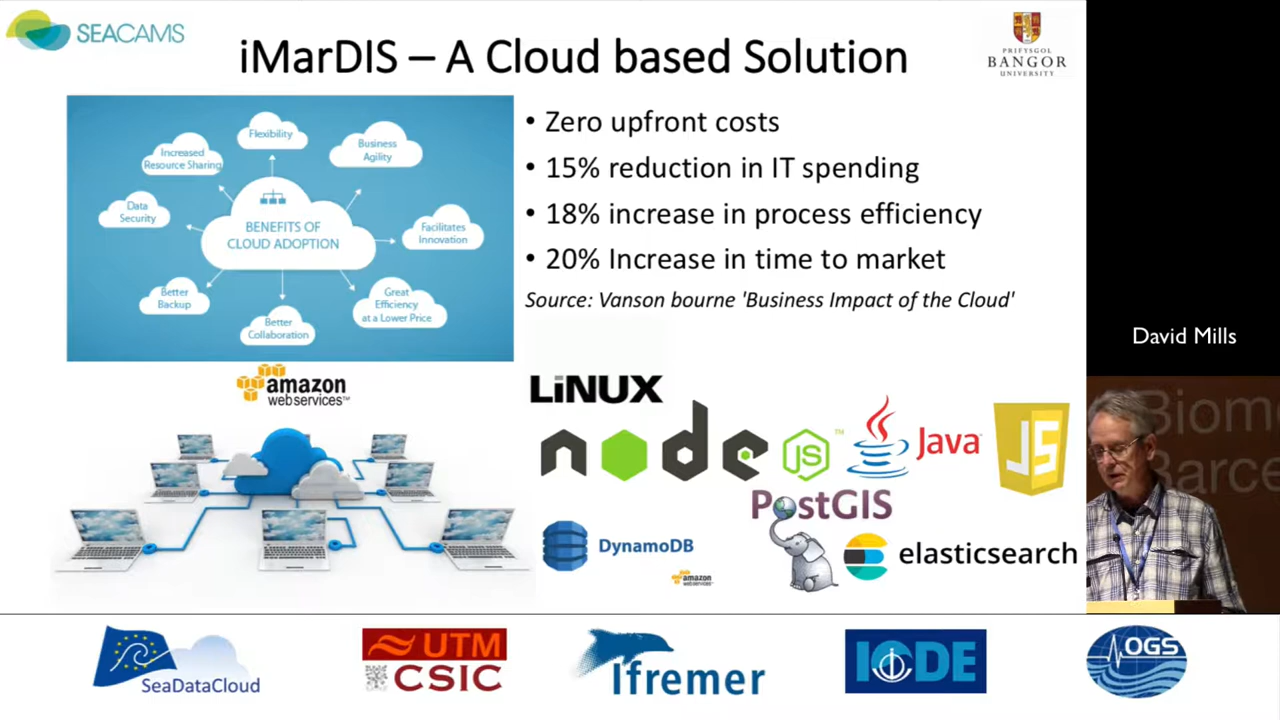 SEACAMS
iMarDIS – A Cloud based Solution
PRIFYSGOL
BANGOR
UNIVERSITY
Flexibility
Business
Agility
Increased
Resource Sharing
Data
Security
BENEFITS OF
CLOUD ADOPTION
Facilitates
Innovation
Better
Backup
Great
Efficiency
at a Lower Price
Better
Collaboration
• Zero upfront costs
• 15% reduction in IT spending
• 18% increase in process efficiency
• 20% Increase in time to market
Source: Vanson bourne 'Business Impact of the Cloud'
David Mills
amazon
web services™
LiNUX
node
JS
™
Java
JS
PostGIS
DynamoDB
amazon
web services
elasticsearch
Biom
Barce
SeaDataCloud
UTM
CSIC
Ifremer
IODE
OGS